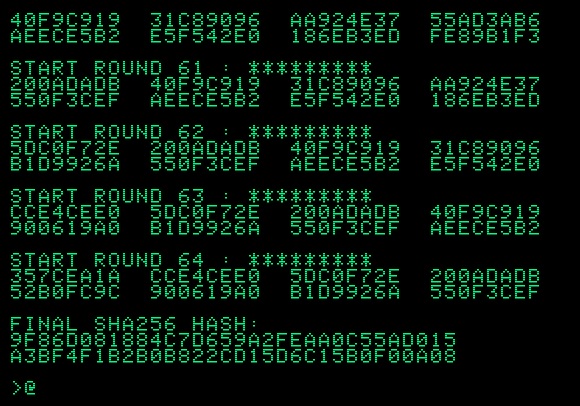 40F9C919 31C89096 AA924E37 55AD3AB6
AEECE5B2 E5F542E0 186EB3ED FE89B1F3
START ROUND 61 : *********
200ADADB 40F9C919 31C89096 AA924E37
550F3CEF AEECE5B2 E5F542E0 186EB3ED
START ROUND 62 : *********
5DC0F72E 200ADADB 40F9C919 31C89096
B1D9926A 550F3CEF AEECE5B2 E5F542E0
START ROUND 63 : *********
CCE4CEE0 5DC0F72E 200ADADB 40F9C919
900619A0 B1D9926A 550F3CEF AEECE5B2
START ROUND 64 : *********
357CEA1A CCE4CEE0 5DC0F72E 200ADADB
52B0FC9C 900619A0 B1D9926A 550F3CEF
FINAL SHA256 HASH:
9F86D081884C7D659A2FEAA0C55AD015
A3BF4F1B2B0B822CD15D6C15B0F00A08
>@